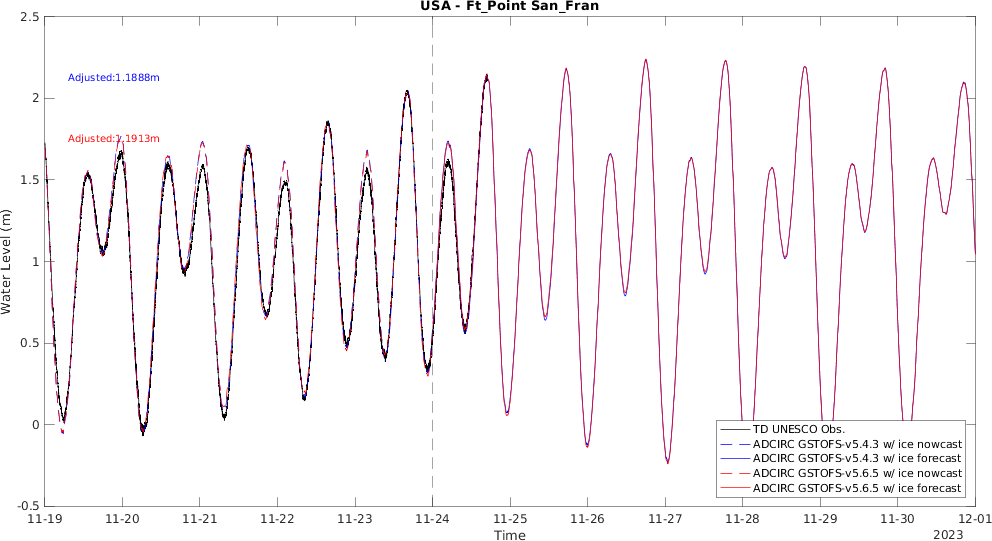 USA - Ft_Point San_Fran
2.5
2
1.5
1
0.5
0
-0.5
Water Level (m)
Adjusted:1.1888m
Adjusted:1.1913m
TD UNESCO Obs.
ADCIRC GSTOFS-v5.4.3 w/ ice nowcast
ADCIRC GSTOFS-v5.4.3 w/ ice forecast
ADCIRC GSTOFS-v5.6.5 w/ ice nowcast
ADCIRC GSTOFS-v5.6.5 w/ ice forecast
11-19 11-20 11-21 11-22 11-23 11-24 11-25 11-26 11-27 11-28 11-29 11-30 12-01
Time
2023